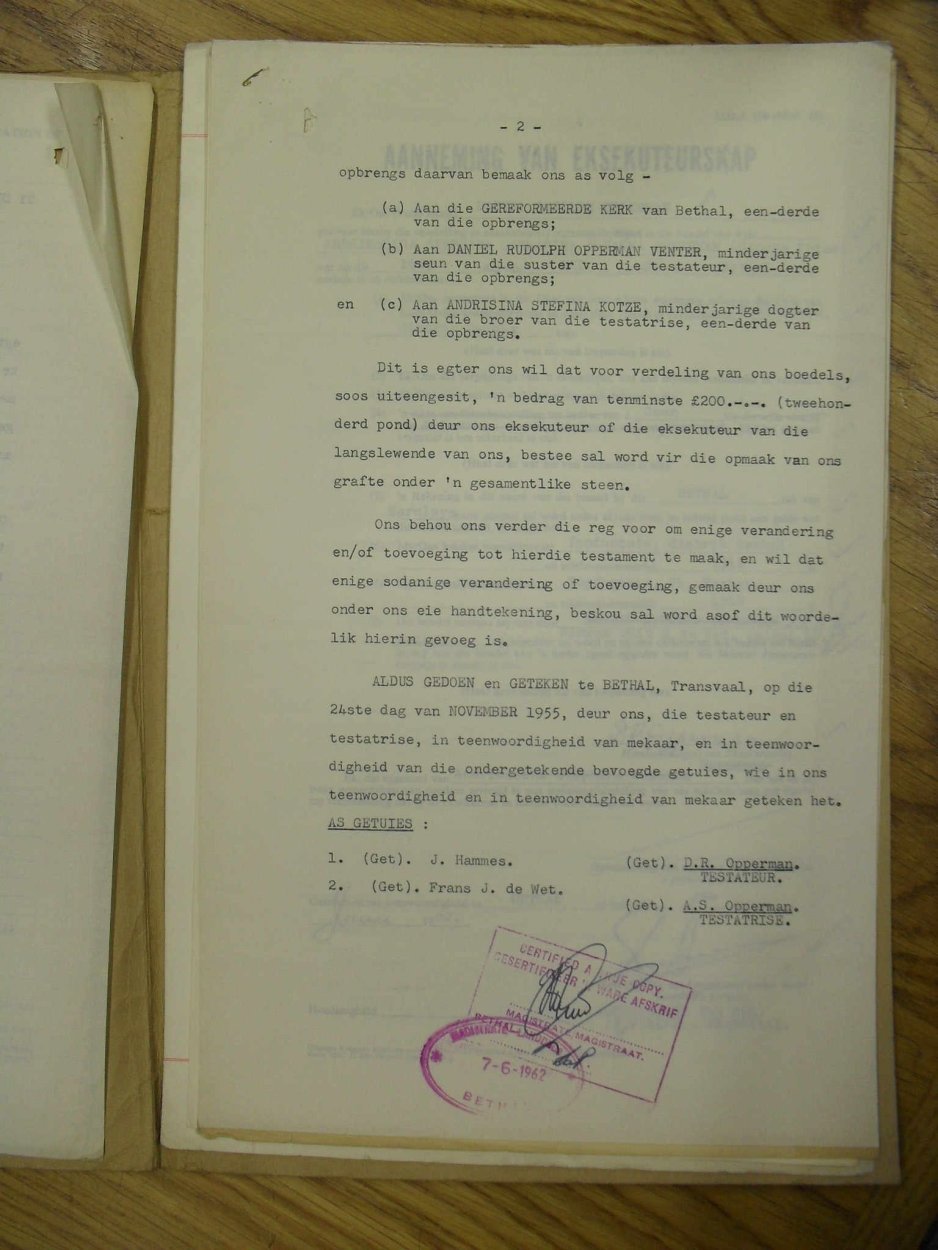 6
- 2 -
AANNEMING VAN EKSEKUTEURSKAP
opbrengs daarvan bemaak ons as volg -
(a) Aan die GEREFORMEERDE KERK van Bethal, een-derde
van die opbrengs;
(b) Aan DANIEL RUDOLPH OPPERMAN VENTER, minderjarige
seun van die suster van die testateur, een-derde
van die opbrengs;
en (c) Aan ANDRISINA STEFINA KOTZE, minderjarige dogter
van die broer van die testatrise, een-derde van
die opbrengs.
Dit is egter ons wil dat voor verdeling van ons boedels,
soos uiteengesit, 'n bedrag van tenminste £200.-.-. (tweehon-
derd pond) deur ons eksekuteur of die eksekuteur van die
langslewende van ons, bestee sal word vir die opmaak van ons
grafte onder 'n gesamentlike steen.
Ons behou ons verder die reg voor om enige verandering
en/of toevoeging tot hierdie testament te maak, en wil dat
enige sodanige verandering of toevoeging, gemaak deur ons
onder ons eie handtekening, beskou sal word asof dit woorde-
lik hierin gevoeg is.
ALDUS GEDOEN en GETEKEN te BETHAL, Transvaal, op die
24ste dag van NOVEMBER 1955, deur ons, die testateur en
testatrise, in teenwoordigheid van mekaar, en in teenwoor-
digheid van die ondergetekende bevoegde getuies, wie in ons
teenwoordigheid en in teenwoordigheid van mekaar geteken het.
AS GETUIES :
1. (Get). J. Hammes. (Get). D.R. Opperman.
TESTATEUR.
2. (Get). Frans J. de Wet.
(Get). A.S. Opperman.
TESTATRISE.
CERTIFIED A COPY.
WARE AFSKRIF
MAGISTRATE, MAGISTRAAT.
7-6-1962